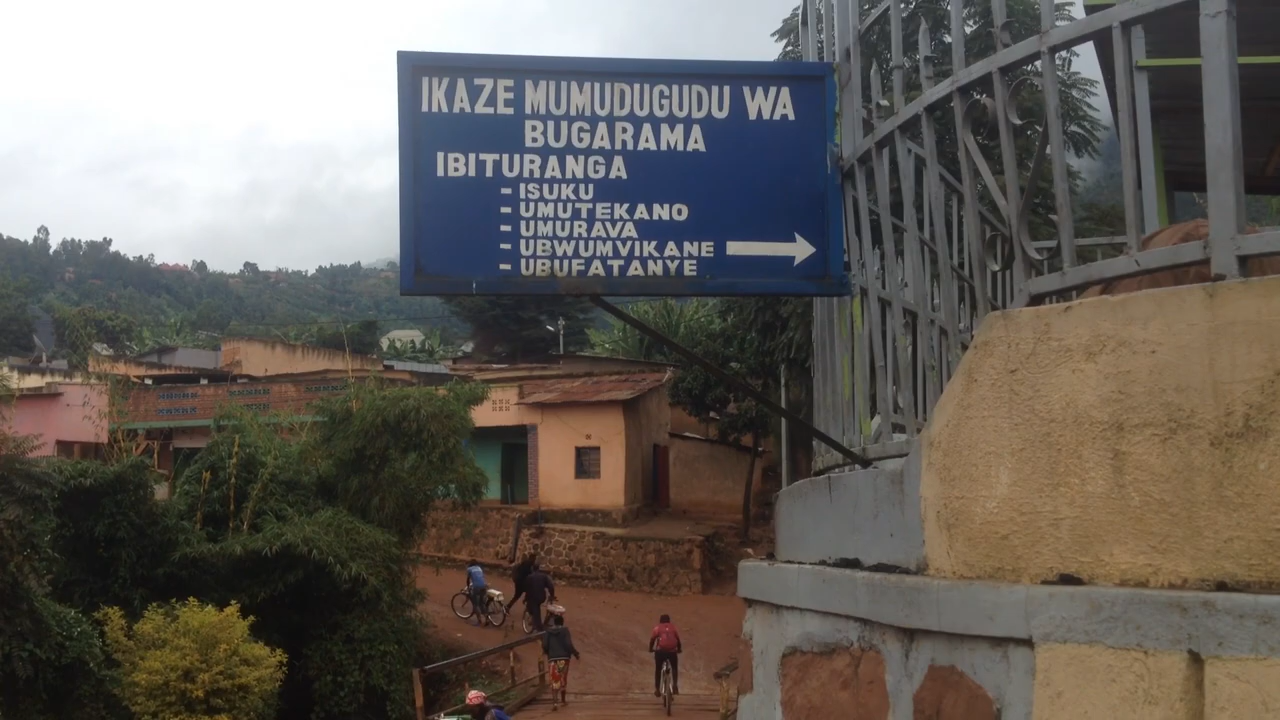 IKAZE MUMUDUGUDU WA
BUGARAMA
IBITURANGA
- ISUKU
- UMUTEKANO
- UMURAVA
- UBWUMVIKANE
- UBUFATANYE